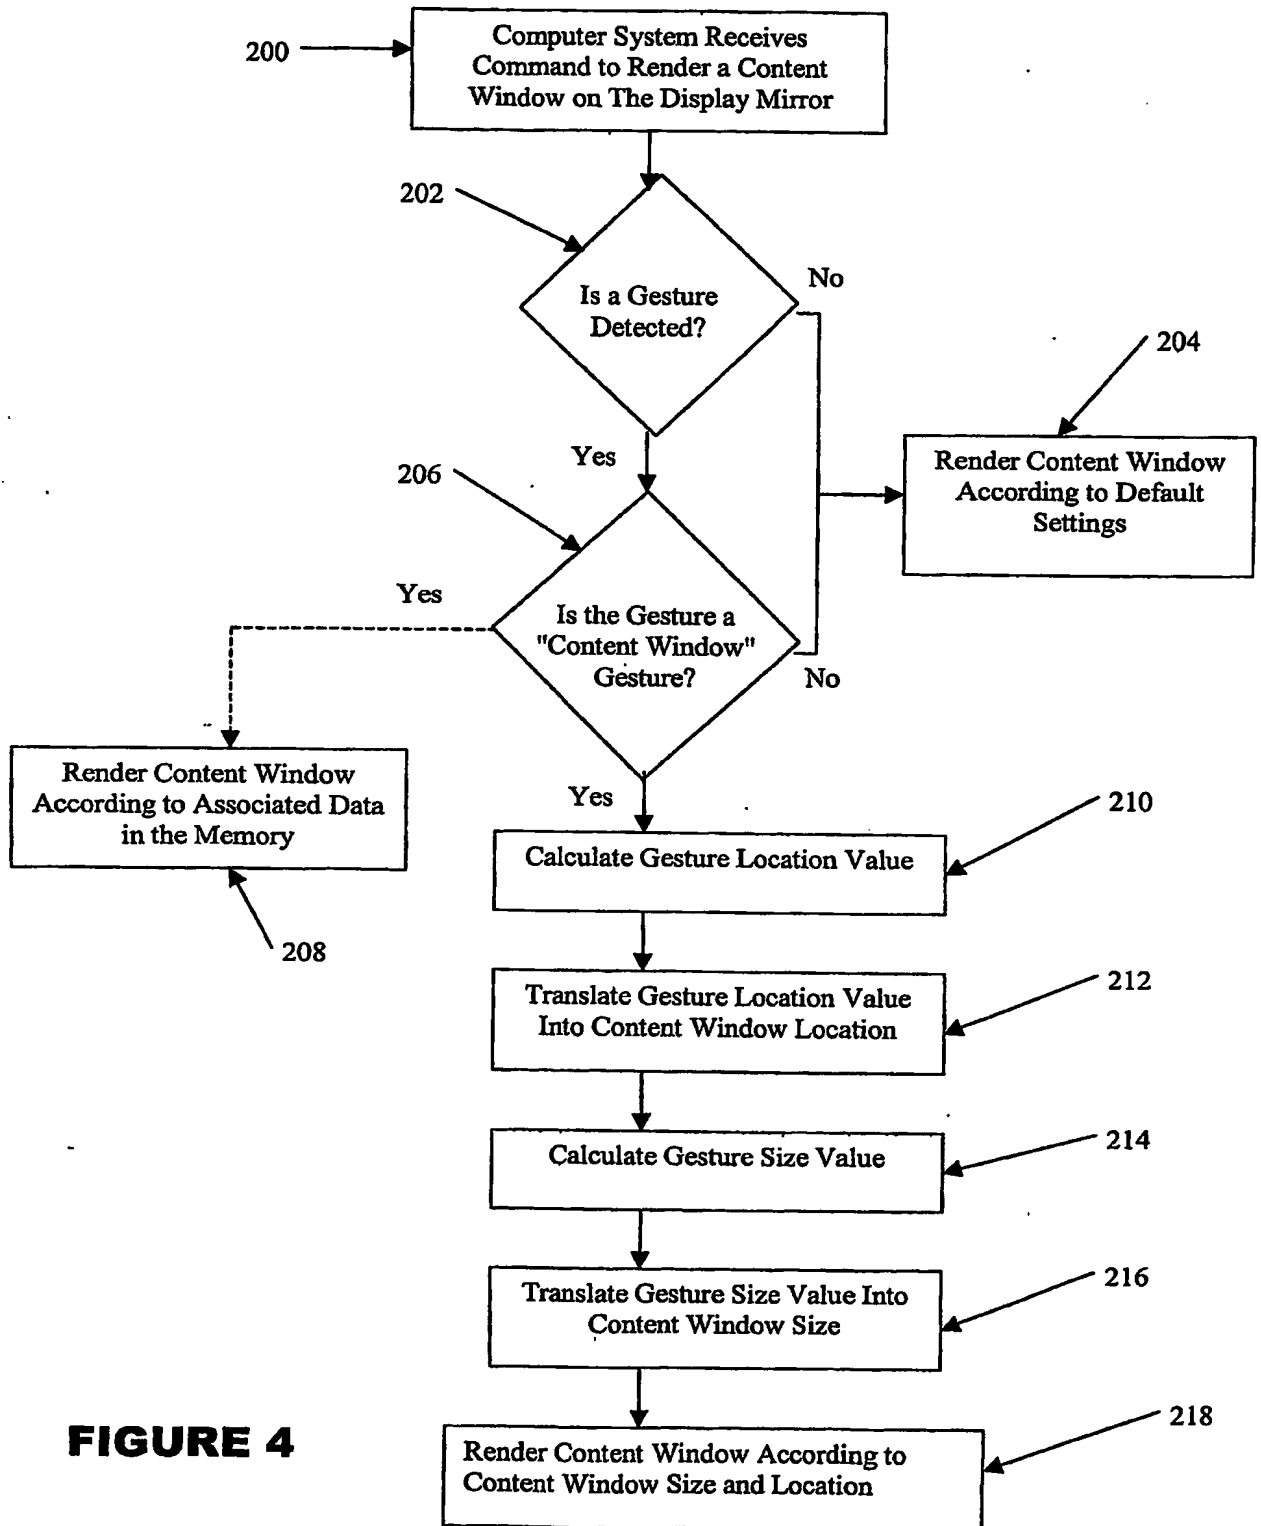 200
Computer System Receives
Command to Render a Content
Window on The Display Mirror
202
Is a Gesture
Detected?
No
204
Render Content Window
According to Default
Settings
Yes
206
Is the Gesture a
"Content Window"
Gesture?
Yes
No
Render Content Window
According to Associated Data
in the Memory
208
Yes
210
Calculate Gesture Location Value
212
Translate Gesture Location Value
Into Content Window Location
214
Calculate Gesture Size Value
216
Translate Gesture Size Value Into
Content Window Size
218
Render Content Window According to
Content Window Size and Location
FIGURE 4